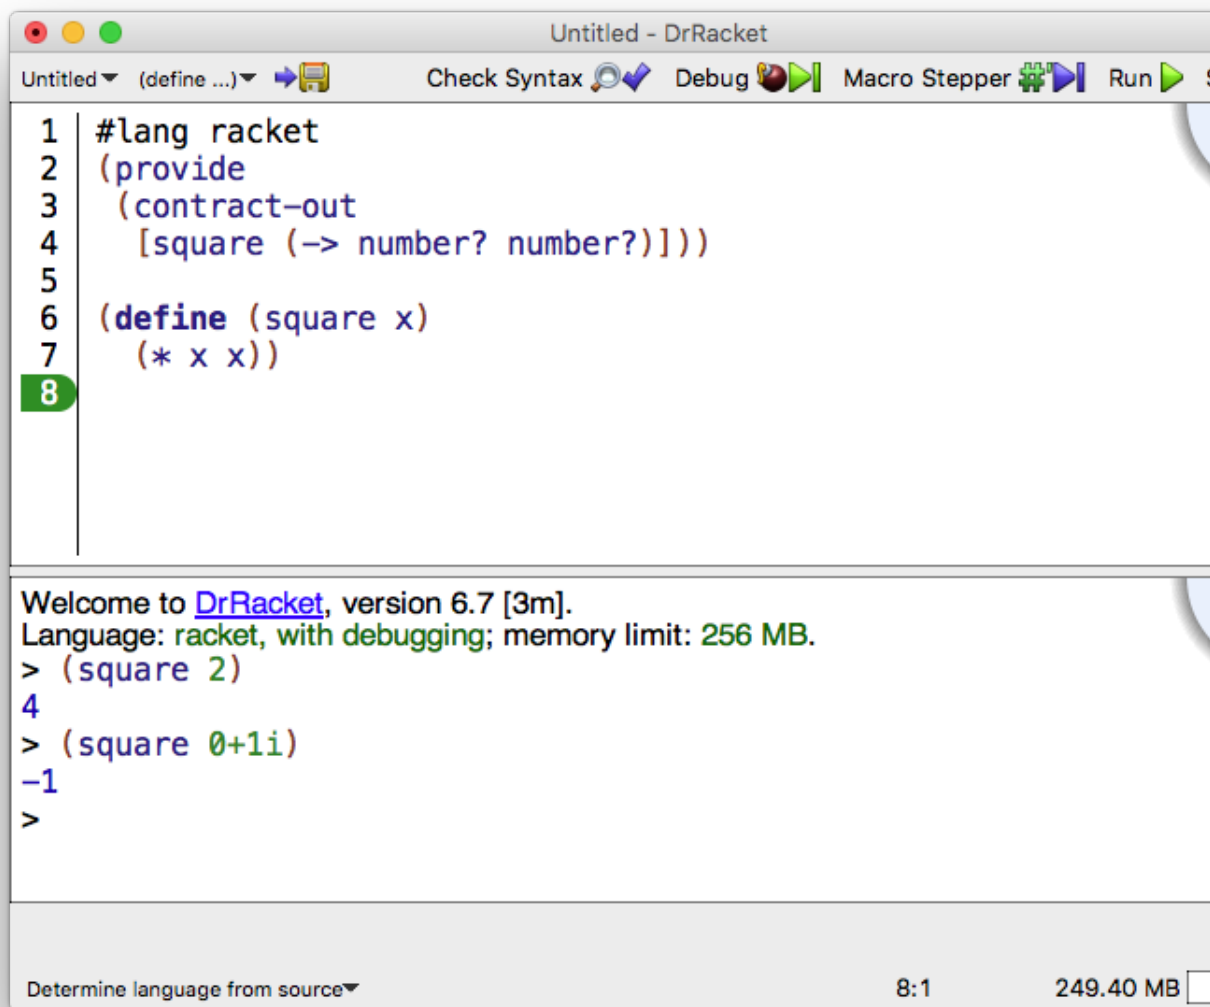 Untitled - DrRacket
Untitled (define ...) Check Syntax Debug Macro Stepper Run
1 #lang racket
2 (provide
3  (contract-out
4   [square (-> number? number?)]))
5
6 (define (square x)
7   (* x x))
8
Welcome to DrRacket, version 6.7 [3m].
Language: racket, with debugging; memory limit: 256 MB.
> (square 2)
4
> (square 0+1i)
-1
>
Determine language from source 8:1 249.40 MB